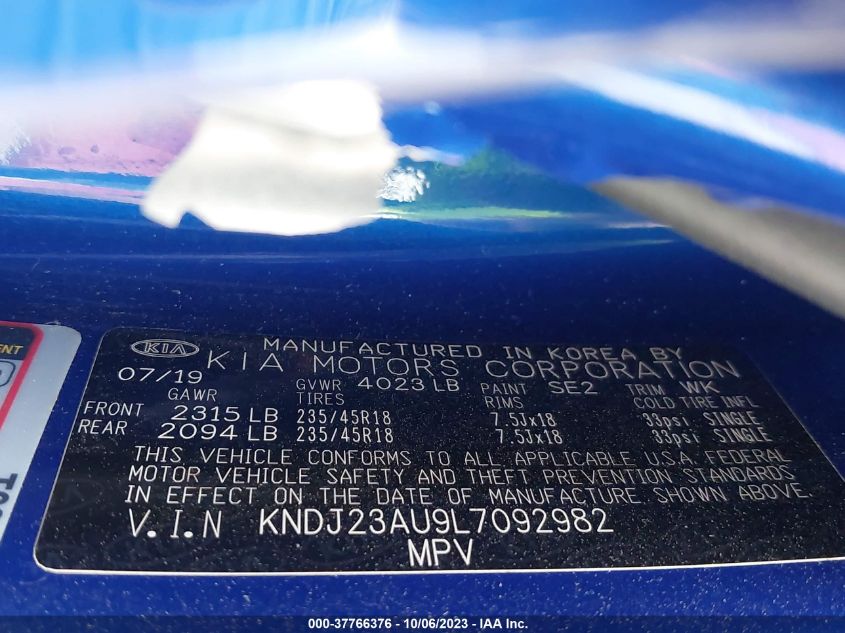 MANUFACTURED IN KOREA BY
KIA KIA MOTORS CORPORATION
07/19 GVWR 4023 LB PAINT SE2 TRIM WK
GAWR TIRES RIMS COLD TIRE INFL
FRONT 2315 LB 235/45R18 7.5Jx18 33psi SINGLE
REAR 2094 LB 235/45R18 7.5Jx18 33psi SINGLE
THIS VEHICLE CONFORMS TO ALL APPLICABLE U.S.A. FEDERAL
MOTOR VEHICLE SAFETY AND THEFT PREVENTION STANDARDS
IN EFFECT ON THE DATE OF MANUFACTURE SHOWN ABOVE.
V.I.N KNDJ23AU9L7092982
MPV
000-37766376 - 10/06/2023 - IAA Inc.